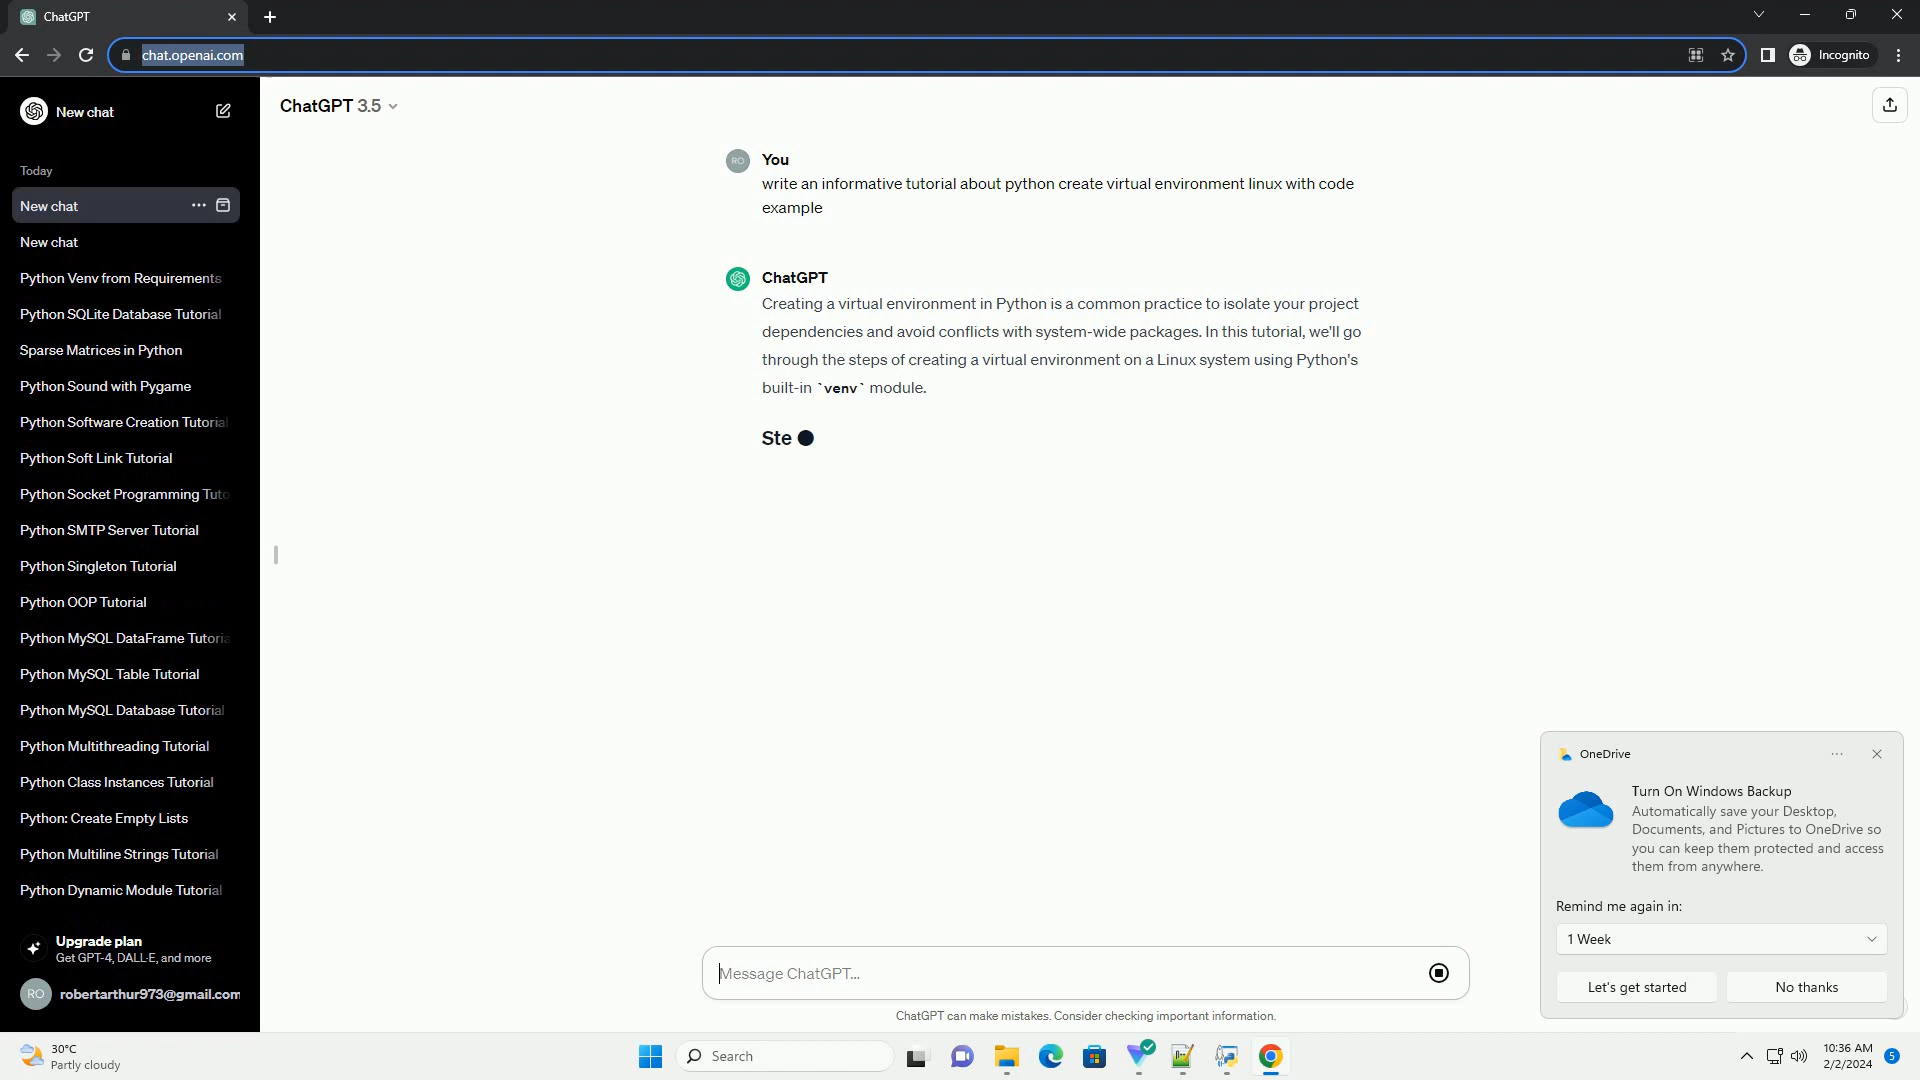 ChatGPT
chat.openai.com
Incognito
New chat
Today
New chat
New chat
Python Venv from Requirements
Python SQLite Database Tutorial
Sparse Matrices in Python
Python Sound with Pygame
Python Software Creation Tutorial
Python Soft Link Tutorial
Python Socket Programming Tuto
Python SMTP Server Tutorial
Python Singleton Tutorial
Python OOP Tutorial
Python MySQL DataFrame Tutoria
Python MySQL Table Tutorial
Python MySQL Database Tutorial
Python Multithreading Tutorial
Python Class Instances Tutorial
Python: Create Empty Lists
Python Multiline Strings Tutorial
Python Dynamic Module Tutorial
Upgrade plan
Get GPT-4, DALL·E, and more
RO
robertarthur973@gmail.com
ChatGPT 3.5
RO
You
write an informative tutorial about python create virtual environment linux with code
example
ChatGPT
Creating a virtual environment in Python is a common practice to isolate your project
dependencies and avoid conflicts with system-wide packages. In this tutorial, we'll go
through the steps of creating a virtual environment on a Linux system using Python's
built-in `venv` module.
Ste
Message ChatGPT...
ChatGPT can make mistakes. Consider checking important information.
OneDrive
Turn On Windows Backup
Automatically save your Desktop,
Documents, and Pictures to OneDrive so
you can keep them protected and access
them from anywhere.
Remind me again in:
1 Week
Let's get started
No thanks
30°C
Partly cloudy
Search
10:36 AM
2/2/2024
5